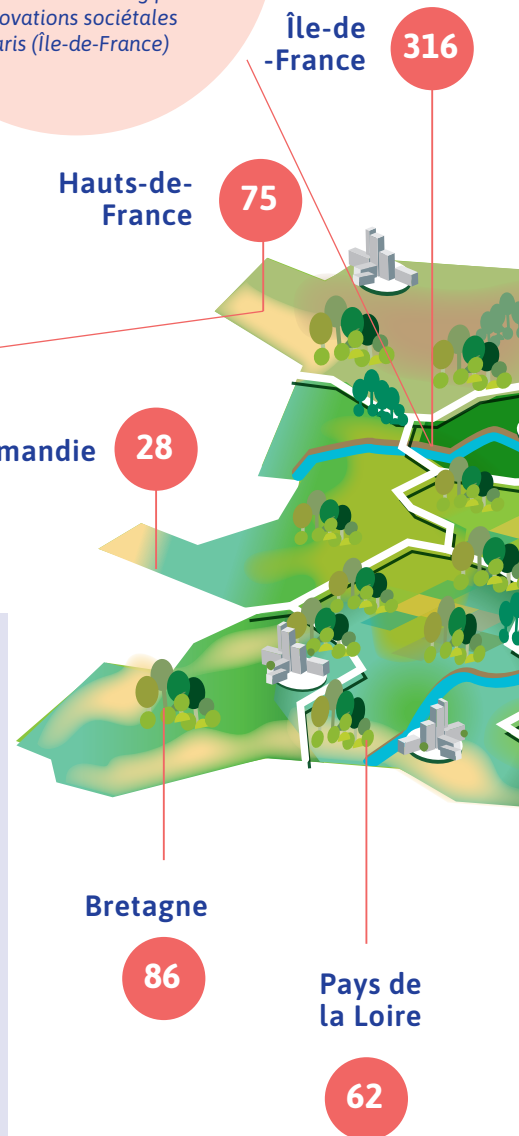 ovations sociétales
aris (Île-de-France)
Île-de
-France
316
Hauts-de-
France
75
mandie
28
Bretagne
86
Pays de
la Loire
62